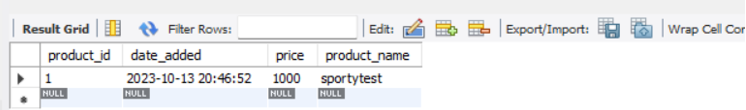 Result Grid Filter Rows: Edit: Export/Import: Wrap Cell Con
product_id date_added price product_name
1 2023-10-13 20:46:52 1000 sportytest
NULL NULL NULL NULL